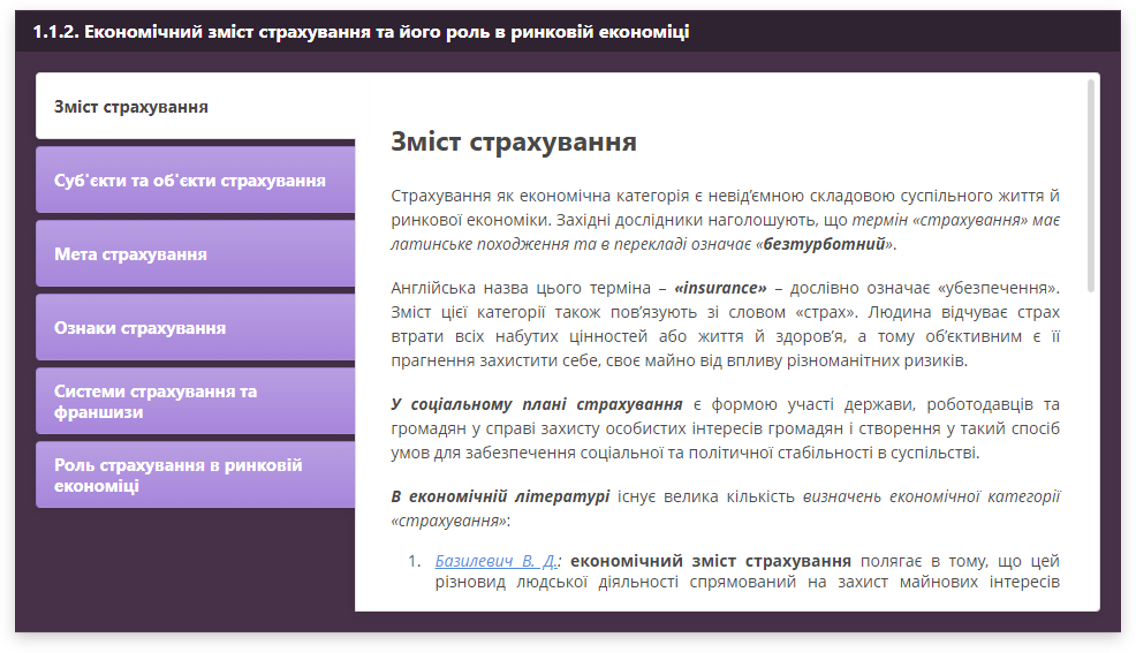 1.1.2. Економічний зміст страхування та його роль в ринковій економіці
Зміст страхування
Суб'єкти та об'єкти страхування
Мета страхування
Ознаки страхування
Системи страхування та
франшизи
Роль страхування в ринковій
економіці
Зміст страхування
Страхування як економічна категорія є невід’ємною складовою суспільного життя й
ринкової економіки. Західні дослідники наголошують, що термін «страхування» має
латинське походження та в перекладі означає «безтурботний».
Англійська назва цього терміна – «insurance» – дослівно означає «убезпечення».
Зміст цієї категорії також пов’язують зі словом «страх». Людина відчуває страх
втрати всіх набутих цінностей або життя й здоров’я, а тому об’єктивним є її
прагнення захистити себе, своє майно від впливу різноманітних ризиків.
У соціальному плані страхування є формою участі держави, роботодавців та
громадян у справі захисту особистих інтересів громадян і створення у такий спосіб
умов для забезпечення соціальної та політичної стабільності в суспільстві.
В економічній літературі існує велика кількість визначень економічної категорії
«страхування»:
1. Базилевич В. Д.: економічний зміст страхування полягає в тому, що цей
різновид людської діяльності спрямований на захист майнових інтересів